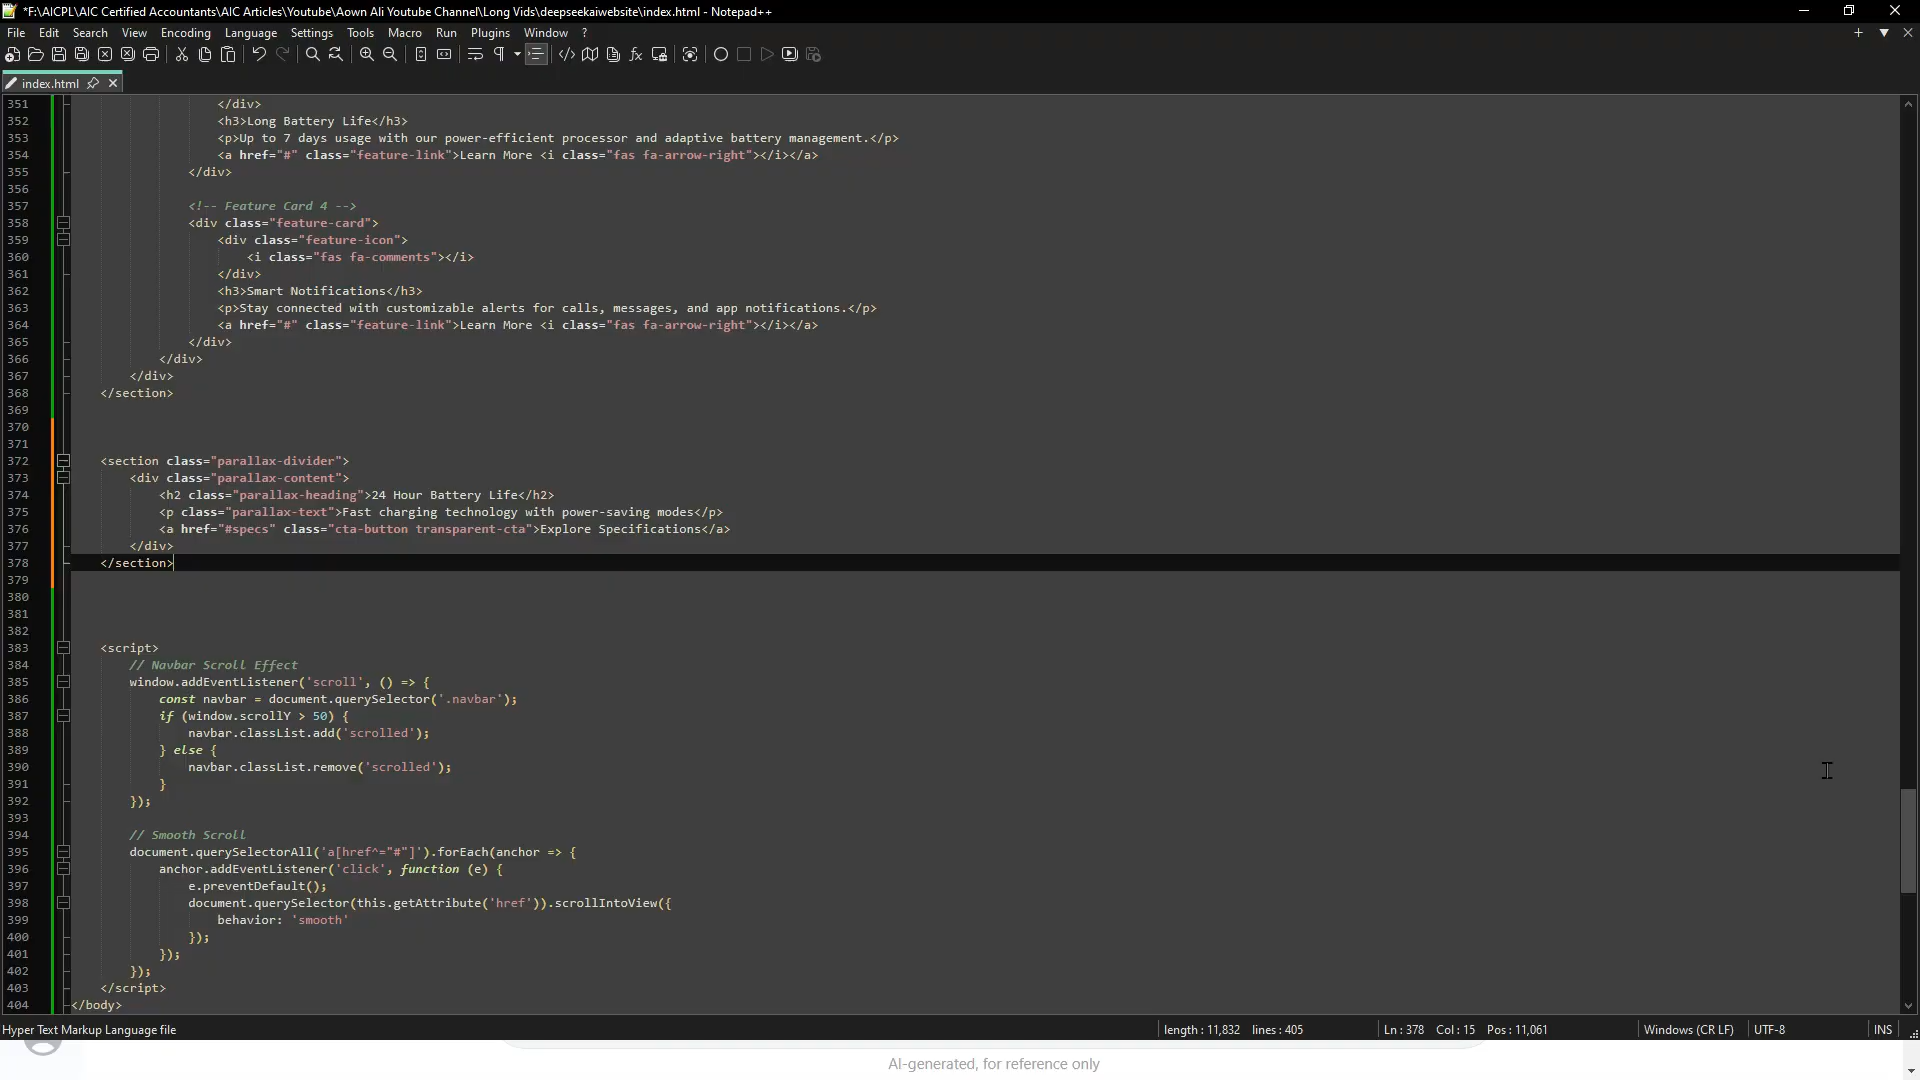 *F:\AICPL\AIC Certified Accountants\AIC Articles\Youtube\Aown Ali Youtube Channel\Long Vids\deepseekaiwebsite\index.html - Notepad++
File Edit Search View Encoding Language Settings Tools Macro Run Plugins Window ?
index.html
351 </div>
352 <h3>Long Battery Life</h3>
353 <p>Up to 7 days usage with our power-efficient processor and adaptive battery management.</p>
354 <a href="#" class="feature-link">Learn More <i class="fas fa-arrow-right"></i></a>
355 </div>
356
357 <!-- Feature Card 4 -->
358 <div class="feature-card">
359 <div class="feature-icon">
360 <i class="fas fa-comments"></i>
361 </div>
362 <h3>Smart Notifications</h3>
363 <p>Stay connected with customizable alerts for calls, messages, and app notifications.</p>
364 <a href="#" class="feature-link">Learn More <i class="fas fa-arrow-right"></i></a>
365 </div>
366 </div>
367 </div>
368 </section>
369
370
371
372 <section class="parallax-divider">
373 <div class="parallax-content">
374 <h2 class="parallax-heading">24 Hour Battery Life</h2>
375 <p class="parallax-text">Fast charging technology with power-saving modes</p>
376 <a href="#specs" class="cta-button transparent-cta">Explore Specifications</a>
377 </div>
378 </section>
379
380
381
382
383 <script>
384 // Navbar Scroll Effect
385 window.addEventListener('scroll', () => {
386 const navbar = document.querySelector('.navbar');
387 if (window.scrollY > 50) {
388 navbar.classList.add('scrolled');
389 } else {
390 navbar.classList.remove('scrolled');
391 }
392 });
393
394 // Smooth Scroll
395 document.querySelectorAll('a[href^="#"]').forEach(anchor => {
396 anchor.addEventListener('click', function (e) {
397 e.preventDefault();
398 document.querySelector(this.getAttribute('href')).scrollIntoView({
399 behavior: 'smooth'
400 });
401 });
402 });
403 </script>
404 </body>
Hyper Text Markup Language file length : 11,832 lines : 405 Ln : 378 Col : 15 Pos : 11,061 Windows (CR LF) UTF-8 INS
AI-generated, for reference only